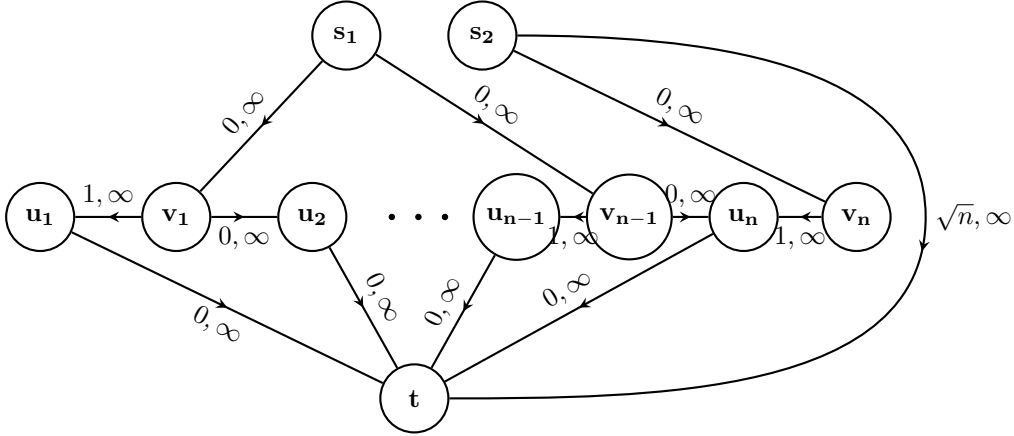 s₁
s₂
0, ∞
0, ∞
0, ∞
u₁
1, ∞
v₁
0, ∞
u₂
· · ·
uₙ₋₁
1, ∞
vₙ₋₁
0, ∞
uₙ
1, ∞
vₙ
√n, ∞
0, ∞
0, ∞
0, ∞
0, ∞
t